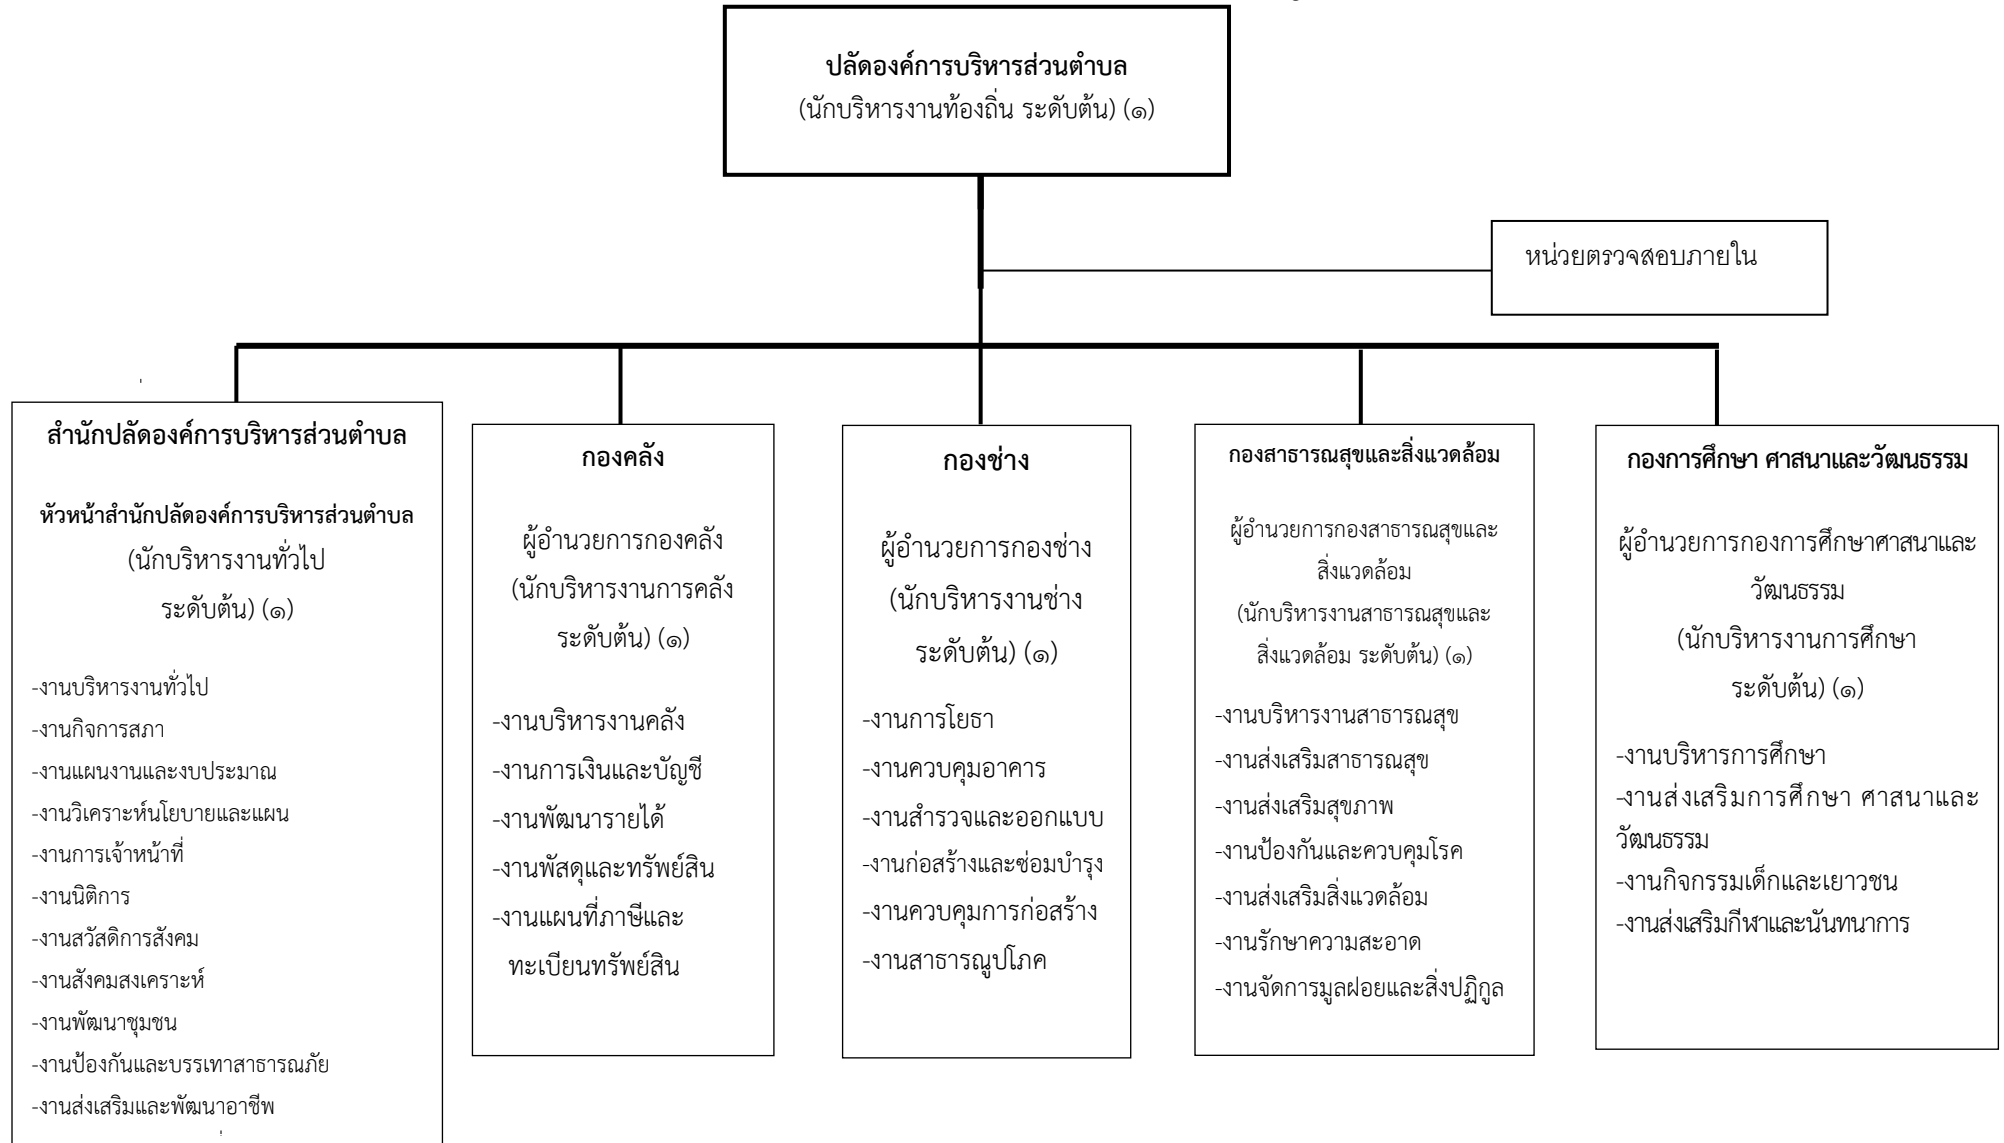 ปลัดองค์การบริหารส่วนตำบล
(นักบริหารงานท้องถิ่น ระดับต้น) (๑)
หน่วยตรวจสอบภายใน
สำนักปลัดองค์การบริหารส่วนตำบล
หัวหน้าสำนักปลัดองค์การบริหารส่วนตำบล
(นักบริหารงานทั่วไป
ระดับต้น) (๑)
-งานบริหารงานทั่วไป
-งานกิจการสภา
-งานแผนงานและงบประมาณ
-งานวิเคราะห์นโยบายและแผน
-งานการเจ้าหน้าที่
-งานนิติการ
-งานสวัสดิการสังคม
-งานสังคมสงเคราะห์
-งานพัฒนาชุมชน
-งานป้องกันและบรรเทาสาธารณภัย
-งานส่งเสริมและพัฒนาอาชีพ
กองคลัง
ผู้อำนวยการกองคลัง
(นักบริหารงานการคลัง
ระดับต้น) (๑)
-งานบริหารงานคลัง
-งานการเงินและบัญชี
-งานพัฒนารายได้
-งานพัสดุและทรัพย์สิน
-งานแผนที่ภาษีและ
ทะเบียนทรัพย์สิน
กองช่าง
ผู้อำนวยการกองช่าง
(นักบริหารงานช่าง
ระดับต้น) (๑)
-งานการโยธา
-งานควบคุมอาคาร
-งานสำรวจและออกแบบ
-งานก่อสร้างและซ่อมบำรุง
-งานควบคุมการก่อสร้าง
-งานสาธารณูปโภค
กองสาธารณสุขและสิ่งแวดล้อม
ผู้อำนวยการกองสาธารณสุขและ
สิ่งแวดล้อม
(นักบริหารงานสาธารณสุขและ
สิ่งแวดล้อม ระดับต้น) (๑)
-งานบริหารงานสาธารณสุข
-งานส่งเสริมสาธารณสุข
-งานส่งเสริมสุขภาพ
-งานป้องกันและควบคุมโรค
-งานส่งเสริมสิ่งแวดล้อม
-งานรักษาความสะอาด
-งานจัดการมูลฝอยและสิ่งปฏิกูล
กองการศึกษา ศาสนาและวัฒนธรรม
ผู้อำนวยการกองการศึกษาศาสนาและ
วัฒนธรรม
(นักบริหารงานการศึกษา
ระดับต้น) (๑)
-งานบริหารการศึกษา
-งานส่งเสริมการศึกษา ศาสนาและ
วัฒนธรรม
-งานกิจกรรมเด็กและเยาวชน
-งานส่งเสริมกีฬาและนันทนาการ